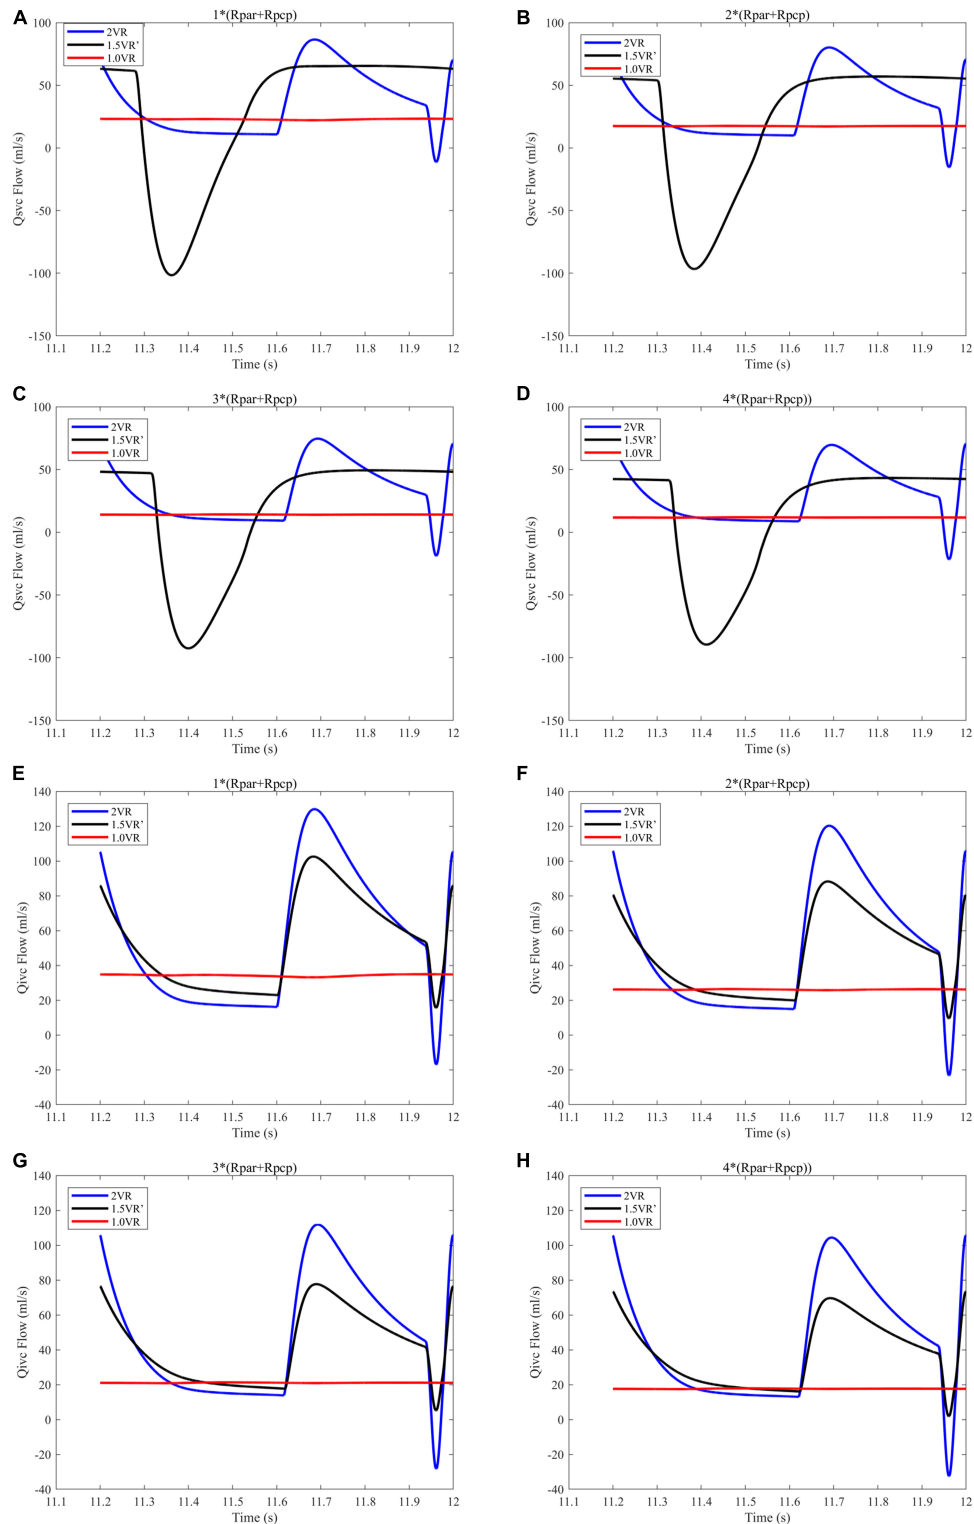 A
1*(Rpar+Rpcp)
2VR
1.5VR’
1.0VR
100
50
0
-50
-100
-150
Qsvc Flow (ml/s)
11.1 11.2 11.3 11.4 11.5 11.6 11.7 11.8 11.9 12
Time (s)
B
2*(Rpar+Rpcp)
2VR
1.5VR’
1.0VR
100
50
0
-50
-100
-150
Qsvc Flow (ml/s)
11.1 11.2 11.3 11.4 11.5 11.6 11.7 11.8 11.9 12
Time (s)
C
3*(Rpar+Rpcp)
2VR
1.5VR’
1.0VR
100
50
0
-50
-100
-150
Qsvc Flow (ml/s)
11.1 11.2 11.3 11.4 11.5 11.6 11.7 11.8 11.9 12
Time (s)
D
4*(Rpar+Rpcp))
2VR
1.5VR’
1.0VR
100
50
0
-50
-100
-150
Qsvc Flow (ml/s)
11.1 11.2 11.3 11.4 11.5 11.6 11.7 11.8 11.9 12
Time (s)
E
1*(Rpar+Rpcp)
2VR
1.5VR’
1.0VR
140
120
100
80
60
40
20
0
-20
-40
Qivc Flow (ml/s)
11.1 11.2 11.3 11.4 11.5 11.6 11.7 11.8 11.9 12
Time (s)
F
2*(Rpar+Rpcp)
2VR
1.5VR’
1.0VR
140
120
100
80
60
40
20
0
-20
-40
Qivc Flow (ml/s)
11.1 11.2 11.3 11.4 11.5 11.6 11.7 11.8 11.9 12
Time (s)
G
3*(Rpar+Rpcp)
2VR
1.5VR’
1.0VR
140
120
100
80
60
40
20
0
-20
-40
Qivc Flow (ml/s)
11.1 11.2 11.3 11.4 11.5 11.6 11.7 11.8 11.9 12
Time (s)
H
4*(Rpar+Rpcp))
2VR
1.5VR’
1.0VR
140
120
100
80
60
40
20
0
-20
-40
Qivc Flow (ml/s)
11.1 11.2 11.3 11.4 11.5 11.6 11.7 11.8 11.9 12
Time (s)